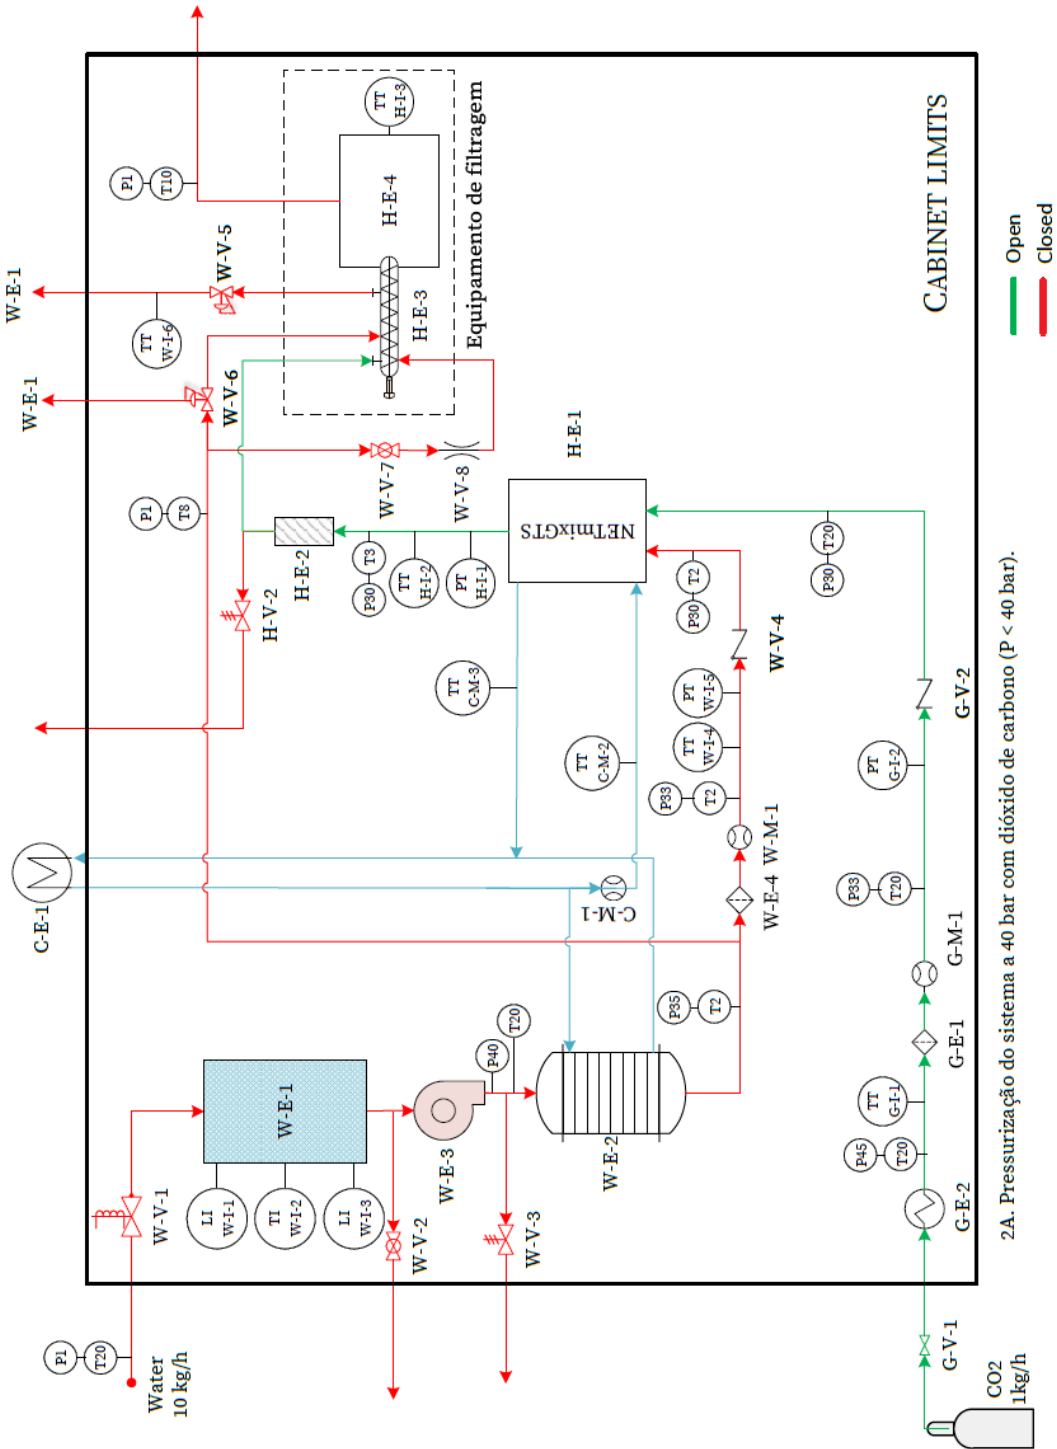 P1
T20
Water
10 kg/h
W-V-1
W-E-1
LI
W-I-1
TI
W-I-2
LI
W-I-3
W-V-2
W-E-3
P40
T20
W-V-3
W-E-2
P35
T2
C-E-1
C-M-1
W-E-4
W-M-1
P33
T2
TT
W-I-4
PT
W-I-5
W-V-4
P30
T2
TT
C-M-2
TT
C-M-3
NETmixGTS
H-E-1
PT
H-I-1
TT
H-I-2
P30
T3
H-E-2
H-V-2
P1
T8
W-V-7
W-V-8
W-V-6
W-E-1
W-E-1
TT
W-I-6
W-V-5
P1
T10
H-E-3
H-E-4
TT
H-I-3
Equipamento de filtragem
CO2
1kg/h
G-V-1
G-E-2
P45
T20
TT
G-I-1
G-E-1
G-M-1
P33
T20
PT
G-I-2
G-V-2
P30
T20
CABINET LIMITS
Open
Closed
2A. Pressurização do sistema a 40 bar com dióxido de carbono (P < 40 bar).